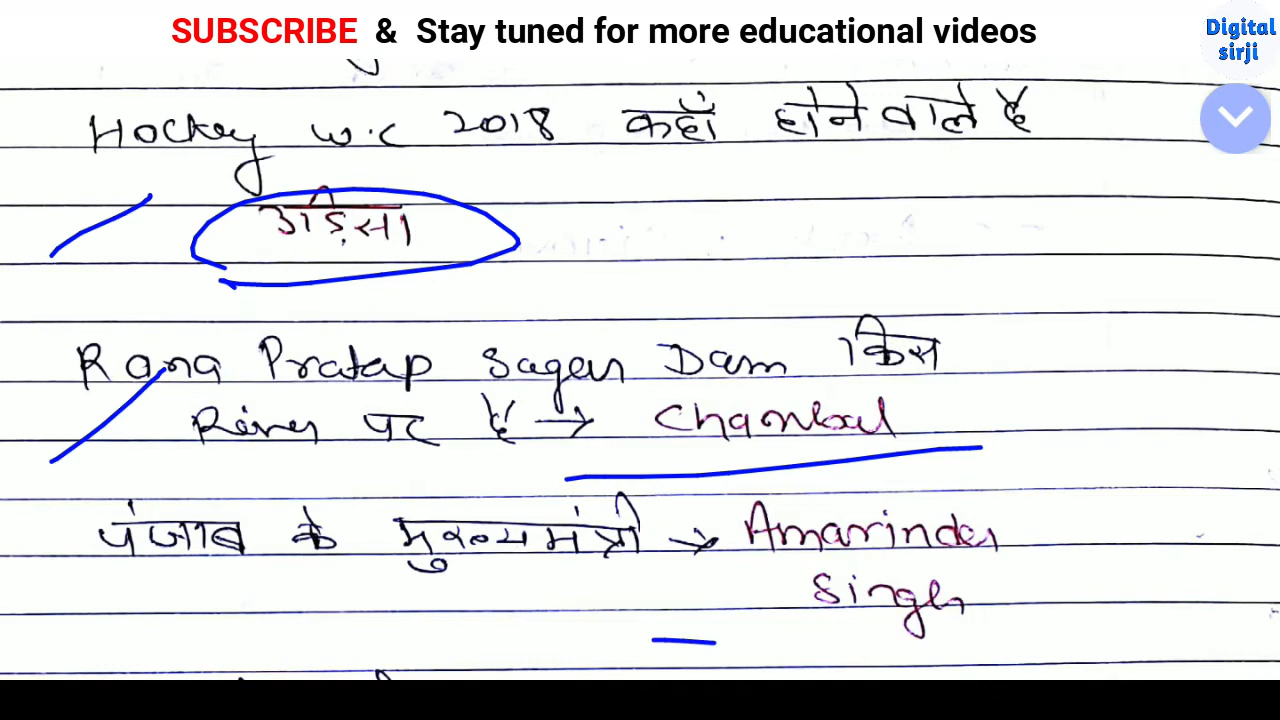 SUBSCRIBE & Stay tuned for more educational videos
Digital
sirji
Hockey W.C 2018 कहाँ होने वाले है
ओड़िसा
Rana Pratap Sagar Dam किस
River पर है → Chambal
पंजाब के मुख्यमंत्री → Amarinder
Singh